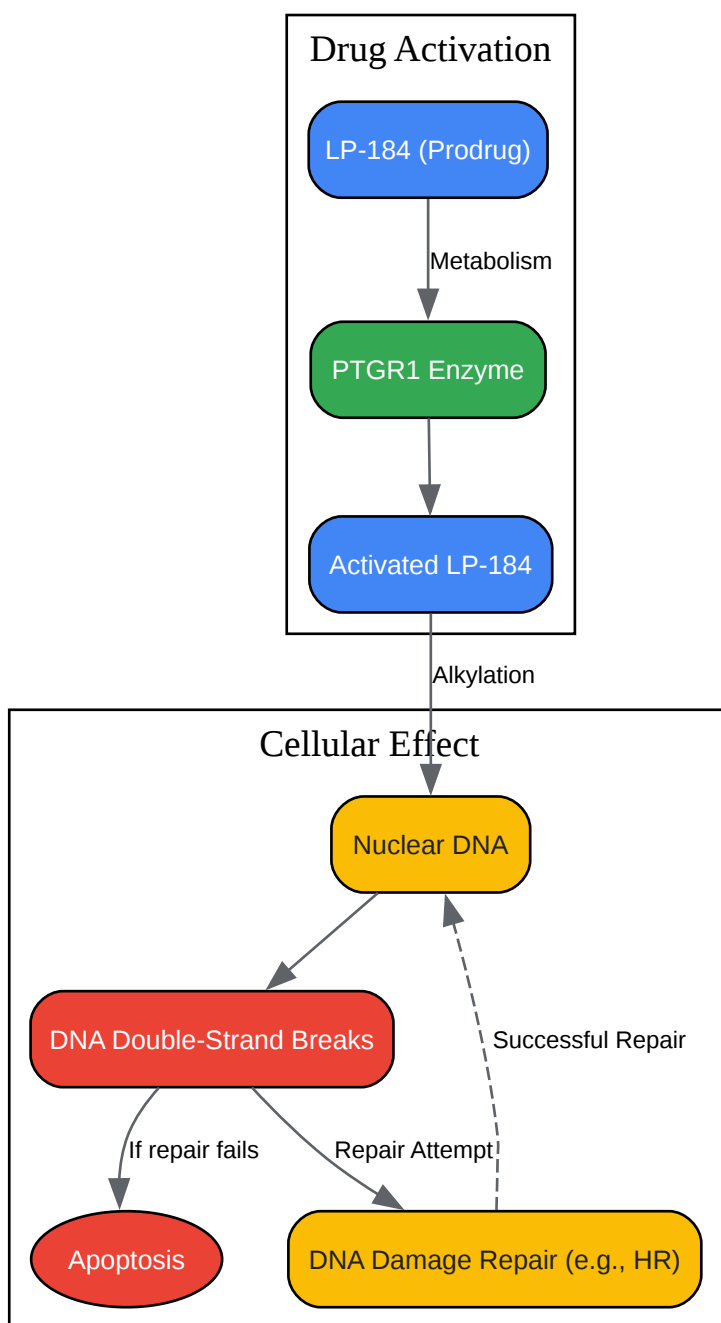 Drug Activation
LP-184 (Prodrug)
Metabolism
PTGR1 Enzyme
Activated LP-184
Alkylation
Cellular Effect
Nuclear DNA
DNA Double-Strand Breaks
Successful Repair
If repair fails
Repair Attempt
Apoptosis
DNA Damage Repair (e.g., HR)